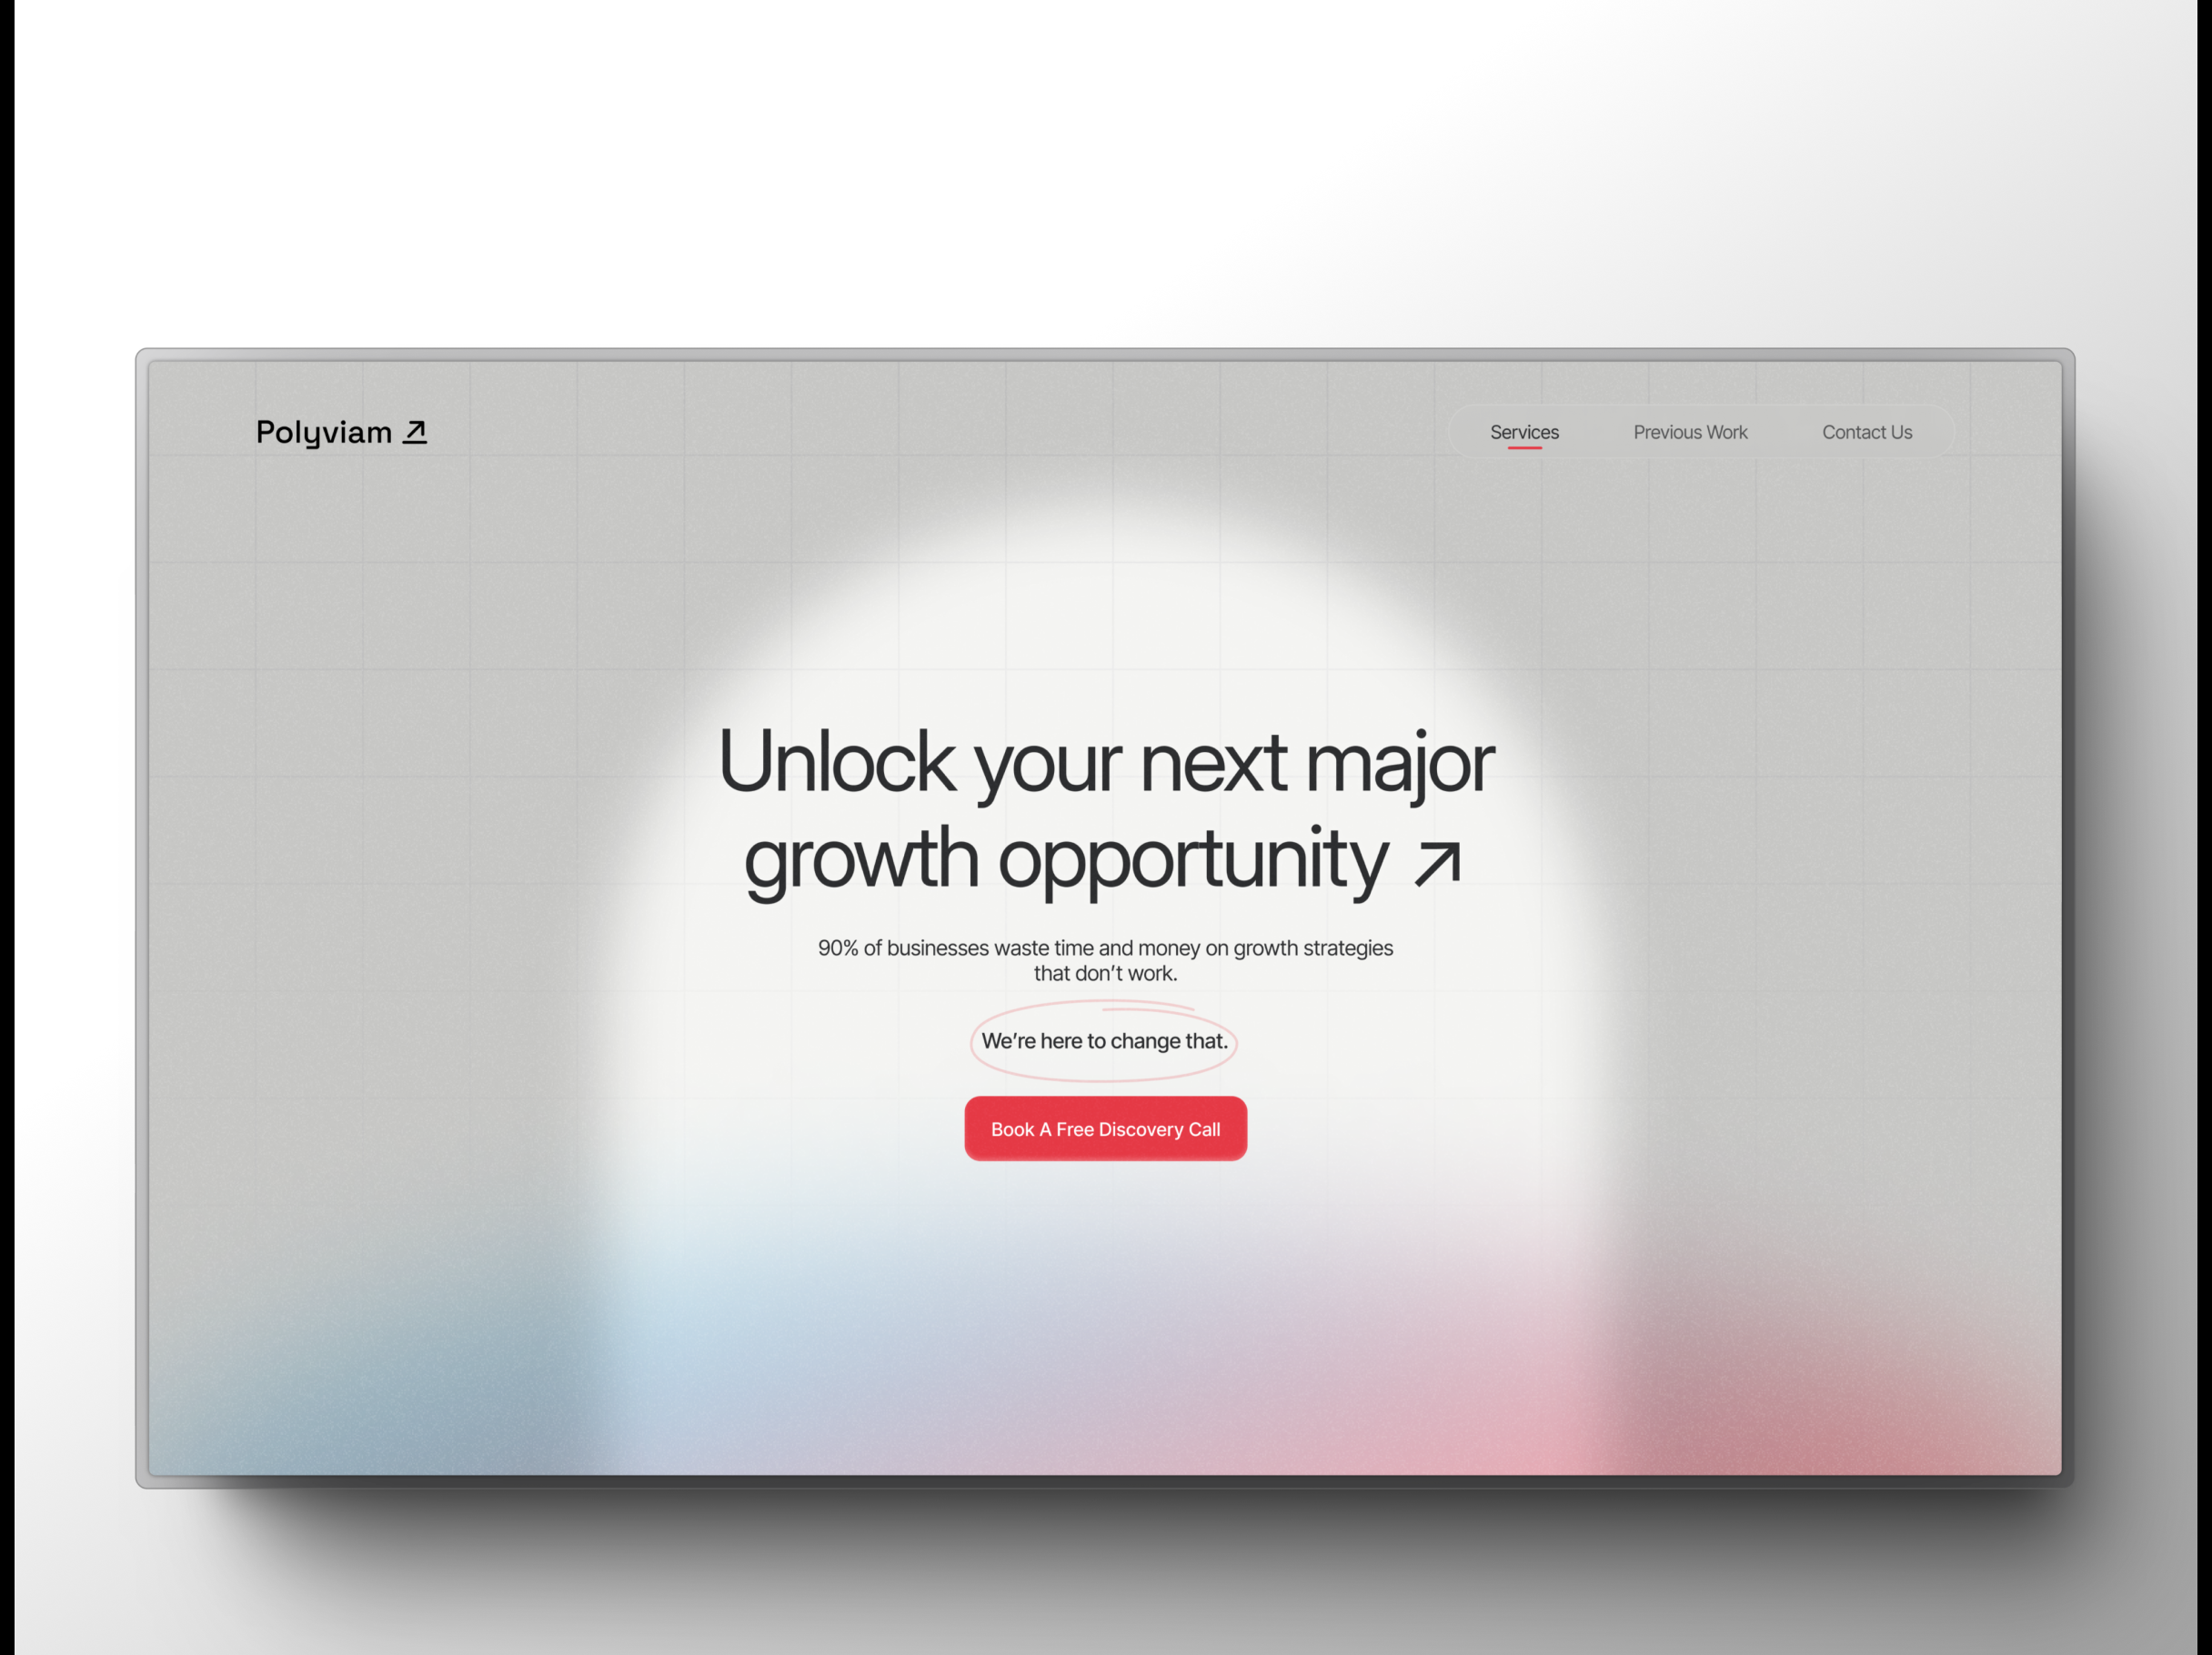 Polyviam
Services
Previous Work
Contact Us
Unlock your next major
growth opportunity ↗
90% of businesses waste time and money on growth strategies
that don’t work.
We’re here to change that.
Book A Free Discovery Call